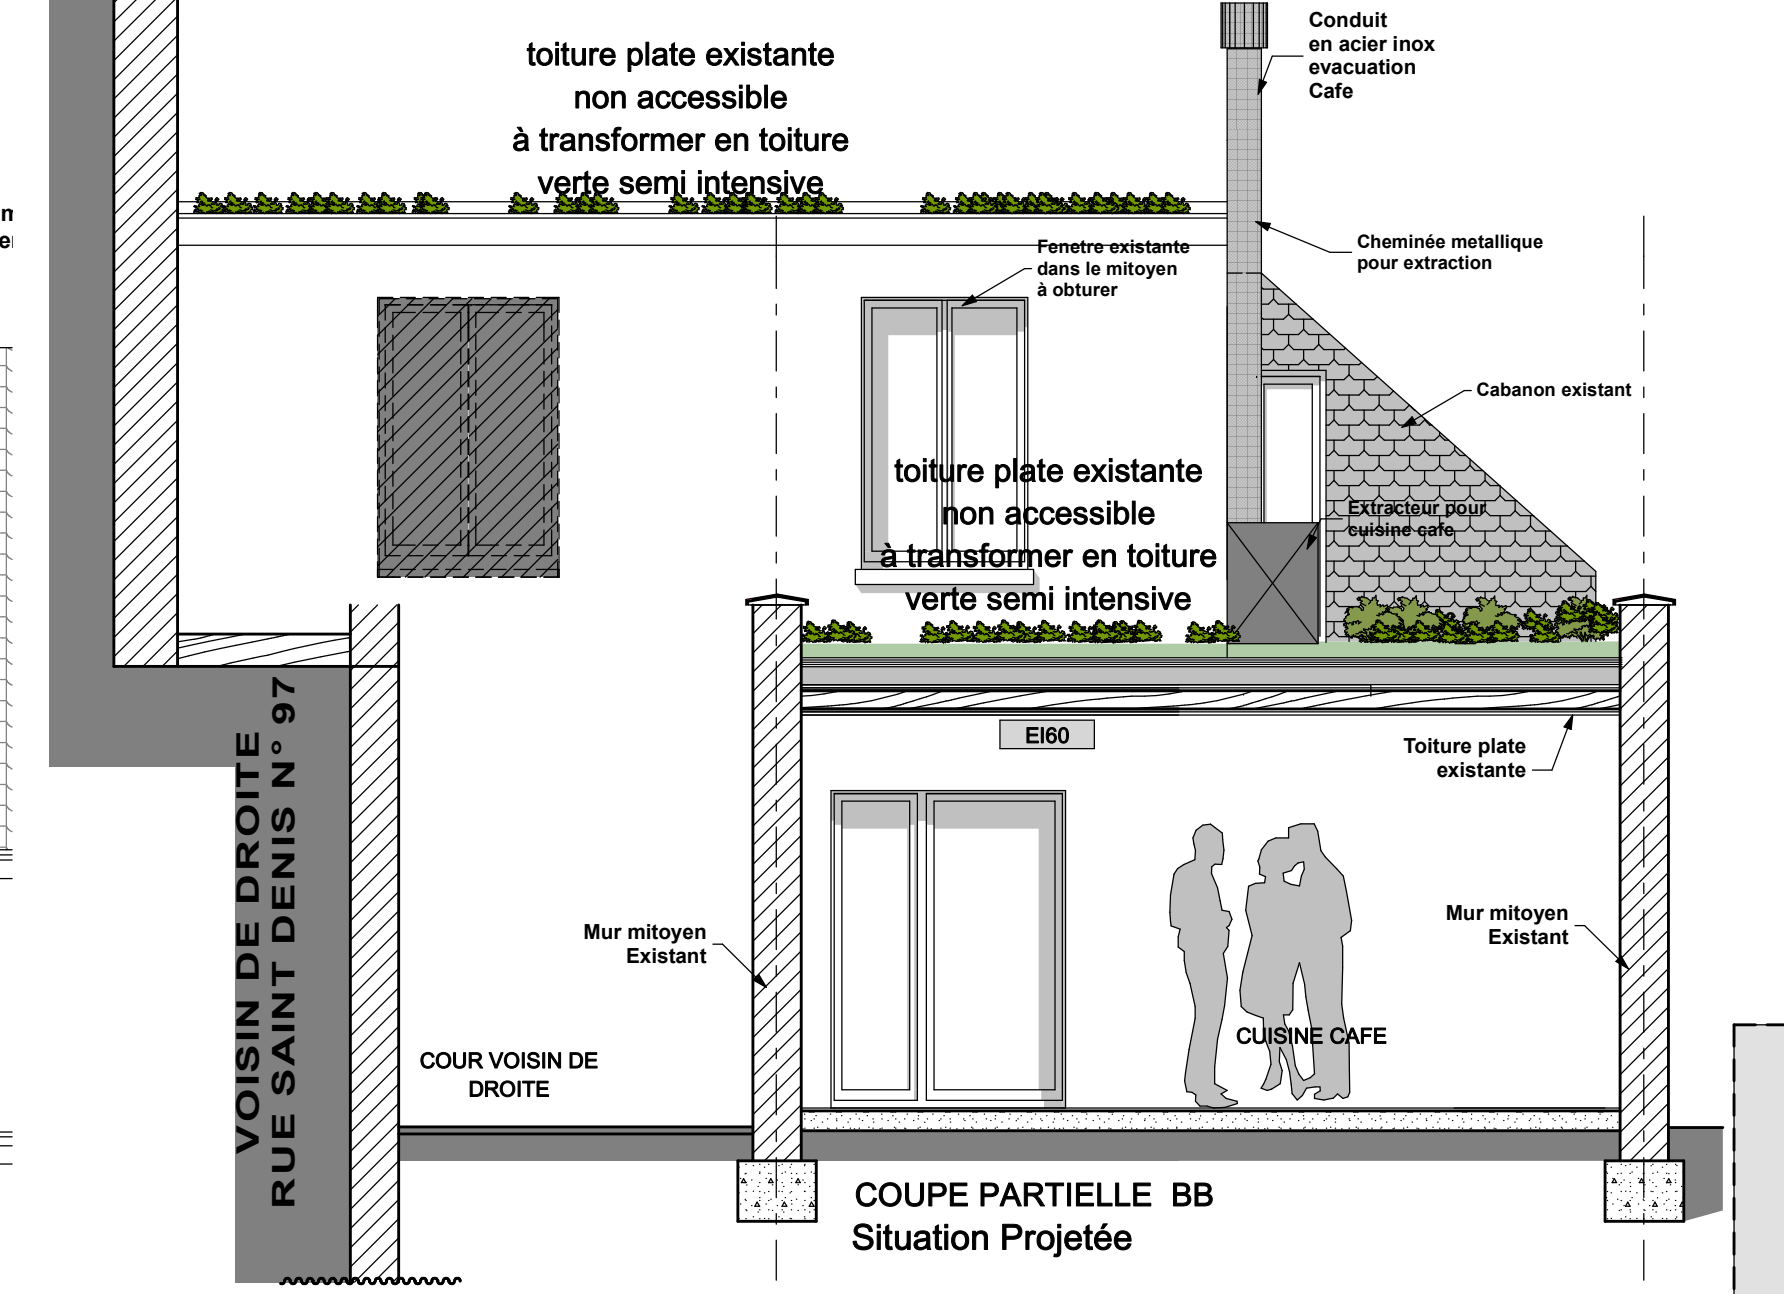 Conduit
en acier inox
evacuation
Cafe
toiture plate existante
non accessible
à transformer en toiture
verte semi intensive
Fenetre existante
dans le mitoyen
à obturer
Cheminée metallique
pour extraction
Cabanon existant
toiture plate existante
non accessible
à transformer en toiture
verte semi intensive
Extracteur pour
cuisine cafe
EI60
Toiture plate
existante
VOISIN DE DROITE
RUE SAINT DENIS N° 97
Mur mitoyen
Existant
Mur mitoyen
Existant
CUISINE CAFE
COUR VOISIN DE
DROITE
COUPE PARTIELLE BB
Situation Projetée